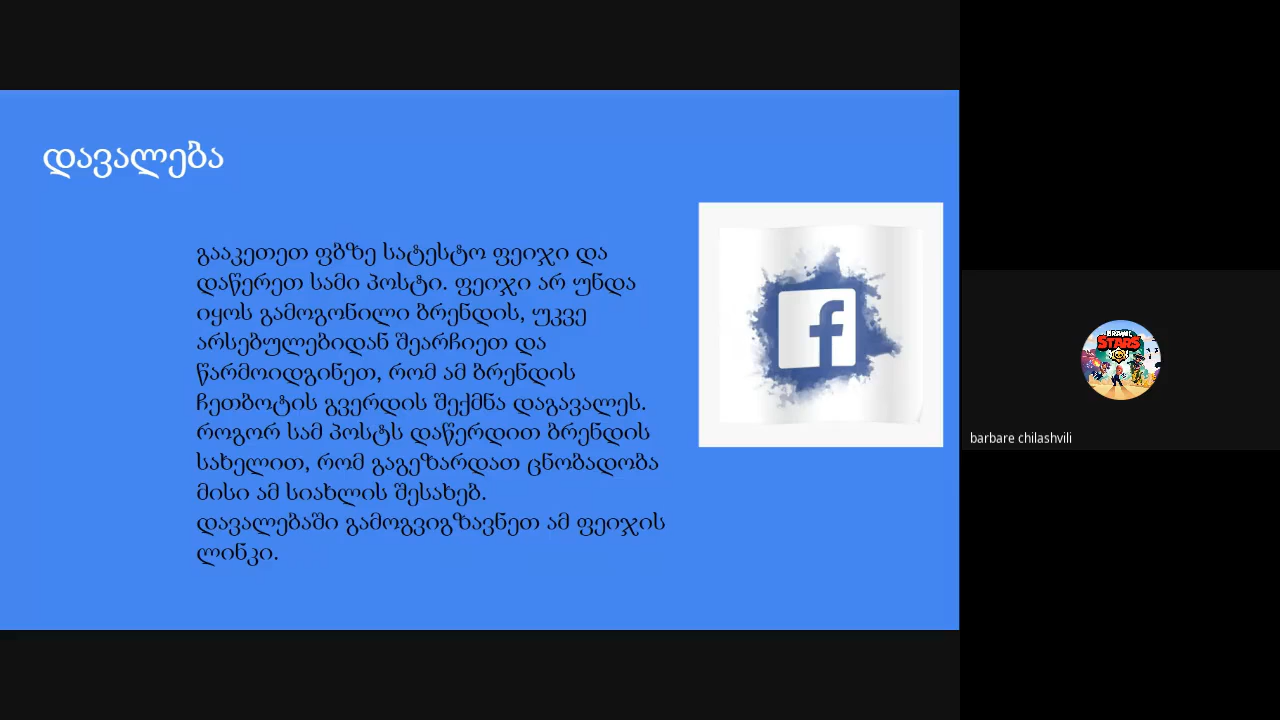 დავალება
გააკეთეთ ფბზე სატესტო ფეიჯი და
დაწერეთ სამი პოსტი. ფეიჯი არ უნდა
იყოს გამოგონილი ბრენდის, უკვე
არსებულებიდან შეარჩიეთ და
წარმოიდგინეთ, რომ ამ ბრენდის
ჩეთბოტის გვერდის შექმნა დაგავალეს.
როგორ სამ პოსტს დაწერდით ბრენდის
სახელით, რომ გაგეზარდათ ცნობადობა
მისი ამ სიახლის შესახებ.
დავალებაში გამოგვიგზავნეთ ამ ფეიჯის
ლინკი.
f
BRAWL
STARS
barbare chilashvili